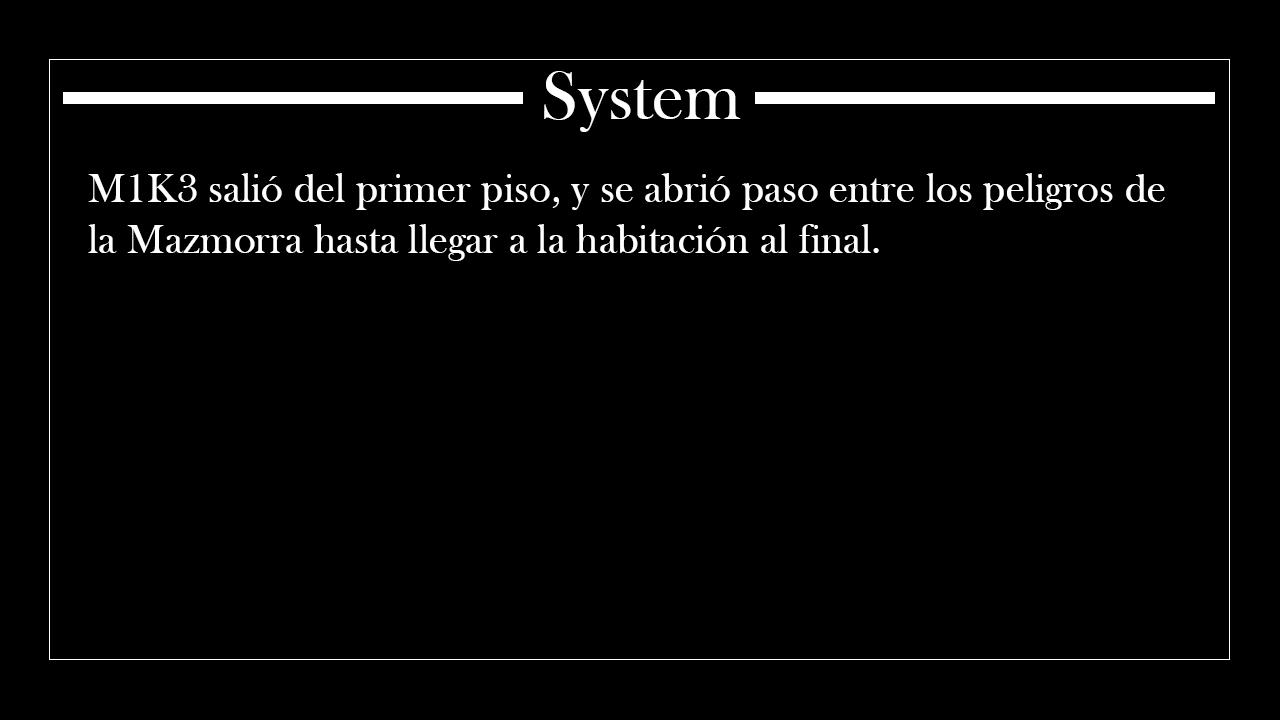 System
M1K3 salió del primer piso, y se abrió paso entre los peligros de
la Mazmorra hasta llegar a la habitación al final.